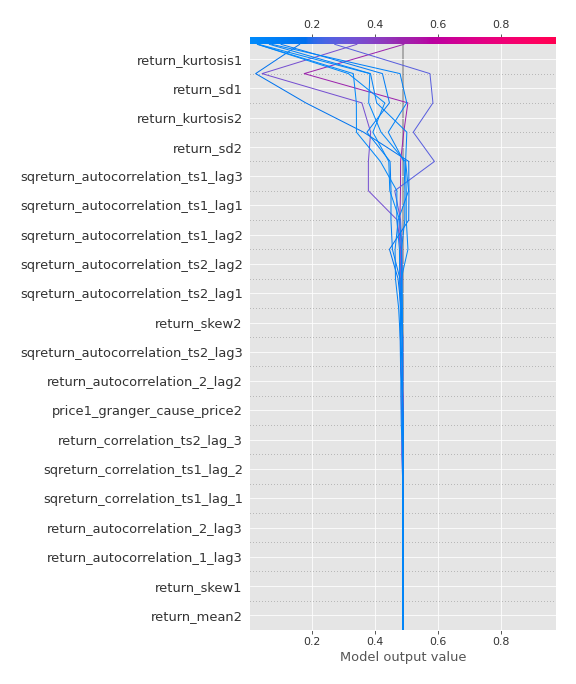 0.2 0.4 0.6 0.8
return_kurtosis1
return_sd1
return_kurtosis2
return_sd2
sqreturn_autocorrelation_ts1_lag3
sqreturn_autocorrelation_ts1_lag1
sqreturn_autocorrelation_ts1_lag2
sqreturn_autocorrelation_ts2_lag2
sqreturn_autocorrelation_ts2_lag1
return_skew2
sqreturn_autocorrelation_ts2_lag3
return_autocorrelation_2_lag2
price1_granger_cause_price2
return_correlation_ts2_lag_3
sqreturn_correlation_ts1_lag_2
sqreturn_correlation_ts1_lag_1
return_autocorrelation_2_lag3
return_autocorrelation_1_lag3
return_skew1
return_mean2
0.2 0.4 0.6 0.8
Model output value